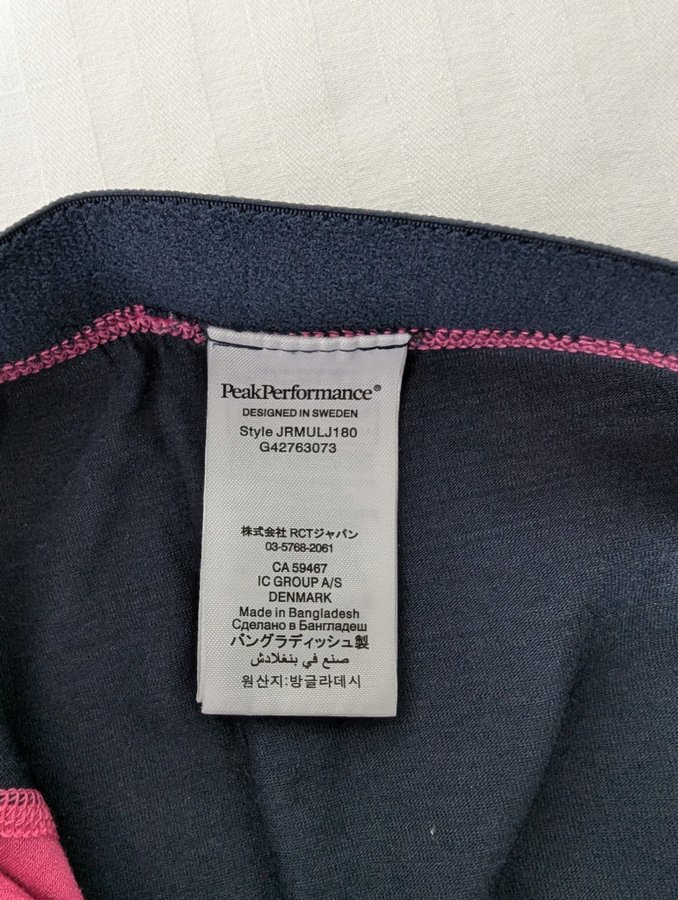 PeakPerformance®
DESIGNED IN SWEDEN
Style JRMULJ180
G42763073
株式会社 RCTジャパン
03-5768-2061
CA 59467
IC GROUP A/S
DENMARK
Made in Bangladesh
Сделано в Бангладеш
バングラディッシュ製
صنع في بنغلادش
원산지:방글라데시